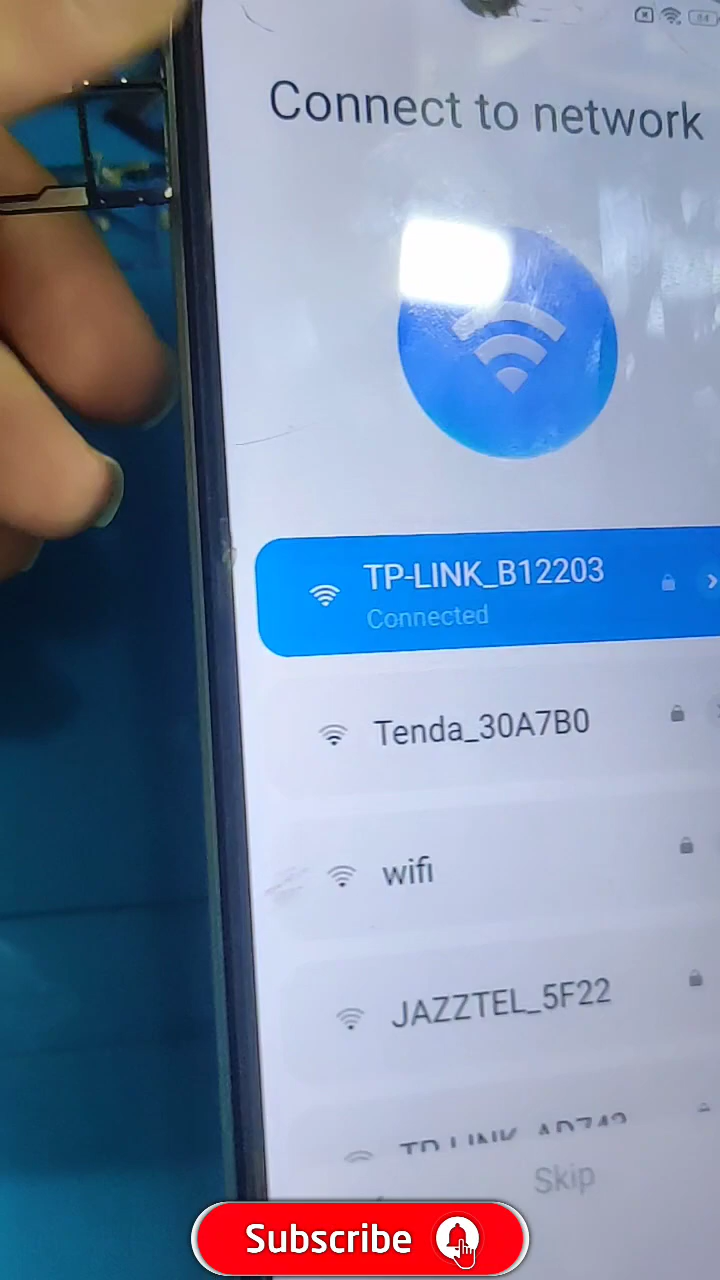 Connect to network
TP-LINK_B12203
Connected
Tenda_30A7B0
wifi
JAZZTEL_5F22
Skip
Subscribe